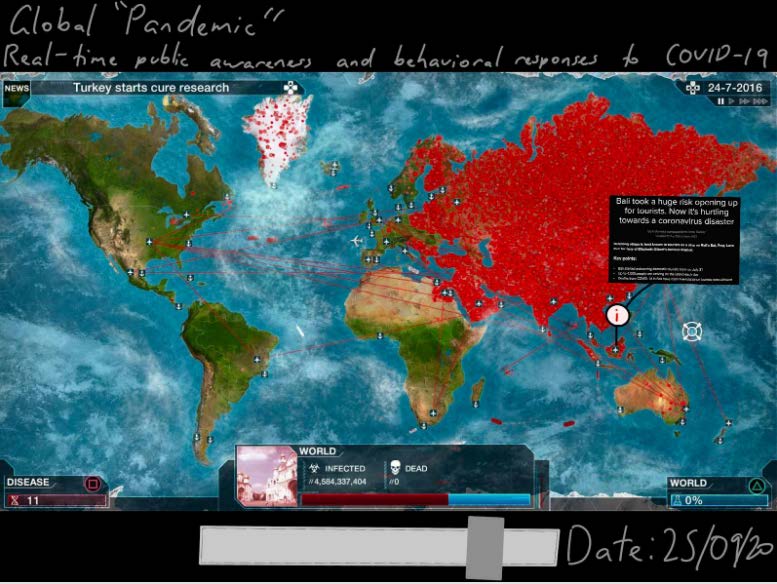 Global "Pandemic"
Real-time public awareness and behavioral responses to COVID-19
NEWS
Turkey starts cure research
24-7-2016
Bali took a huge risk opening up
for tourists. Now it's hurtling
towards a coronavirus disaster
Key points:
i
WORLD
INFECTED
DEAD
//4,584,337,404
//0
DISEASE
11
WORLD
0%
Date: 25/09/20